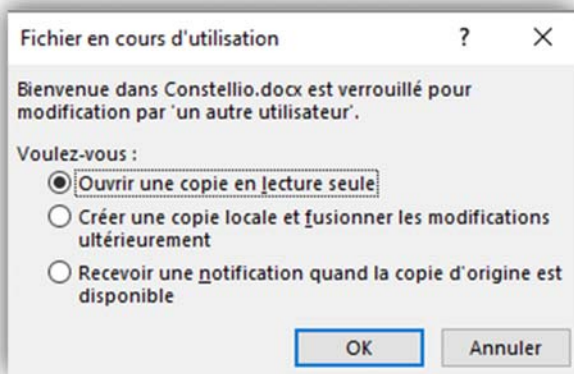 Fichier en cours d'utilisation ? ×
Bienvenue dans Constellio.docx est verrouillé pour
modification par 'un autre utilisateur'.
Voulez-vous :
Ouvrir une copie en lecture seule
Créer une copie locale et fusionner les modifications
ultérieurement
Recevoir une notification quand la copie d'origine est
disponible
OK Annuler